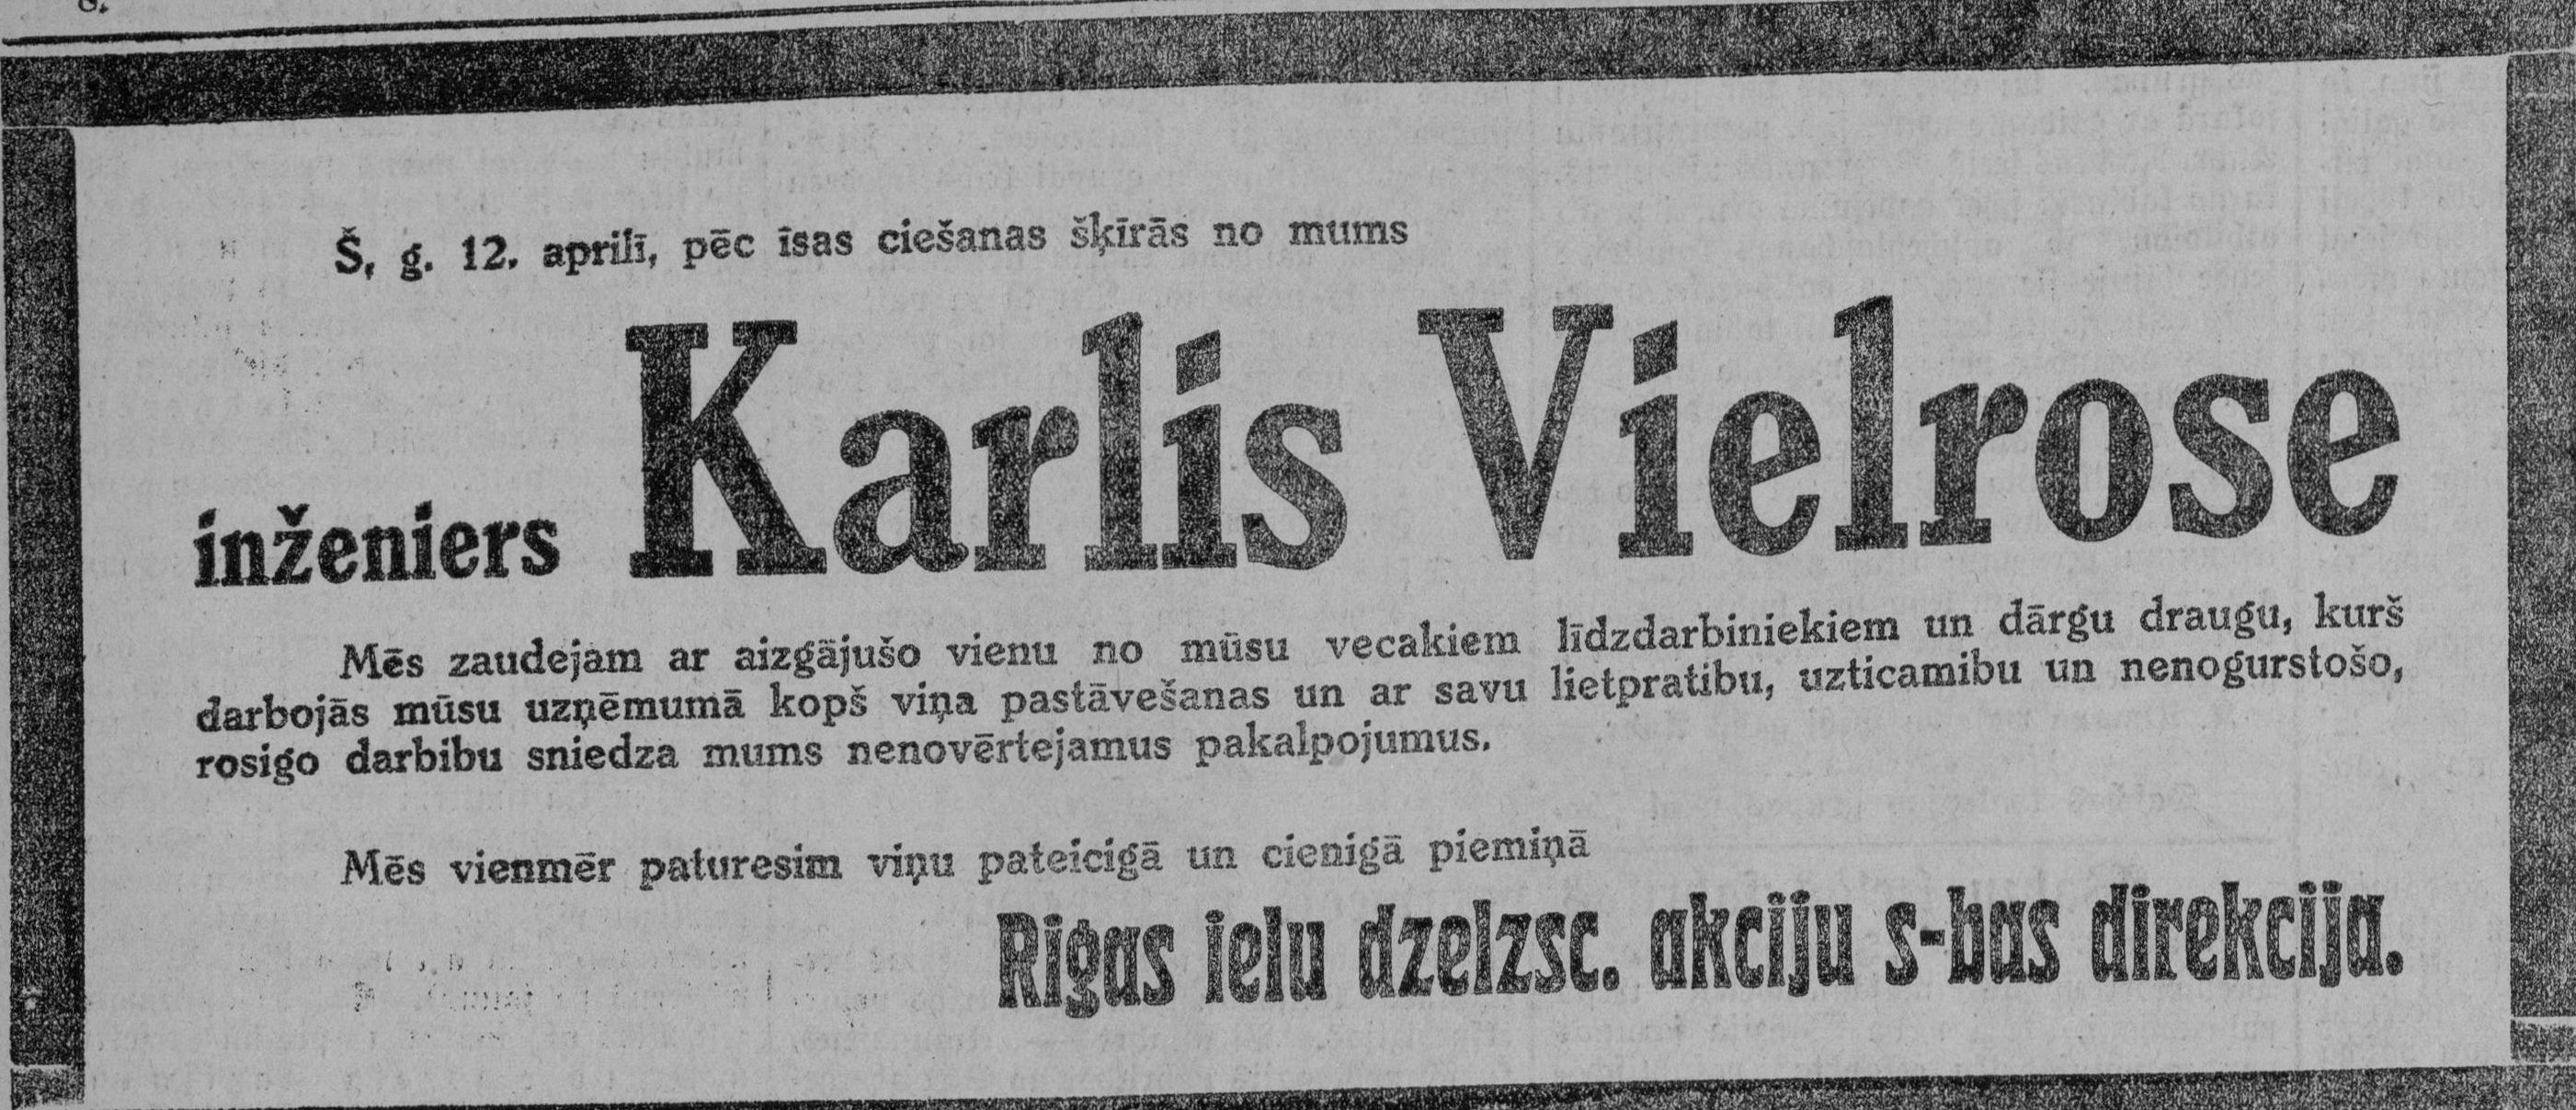 Š, g. 12. aprilī, pēc īsas ciešanas šķīrās no mums
inženiers Karlis Vielrose
Mēs zaudejam ar aizgājušo vienu no mūsu vecakiem līdzdarbiniekiem un dārgu draugu, kurš
darbojās mūsu uzņēmumā kopš viņa pastāvešanas un ar savu lietpratibu, uzticamibu un nenogurstošo,
rosigo darbibu sniedza mums nenovērtejamus pakalpojumus.
Mēs vienmēr paturesim viņu pateicigā un cienigā piemiņā
Rigas ielu dzelzsc. akciju s-bas direkcija.